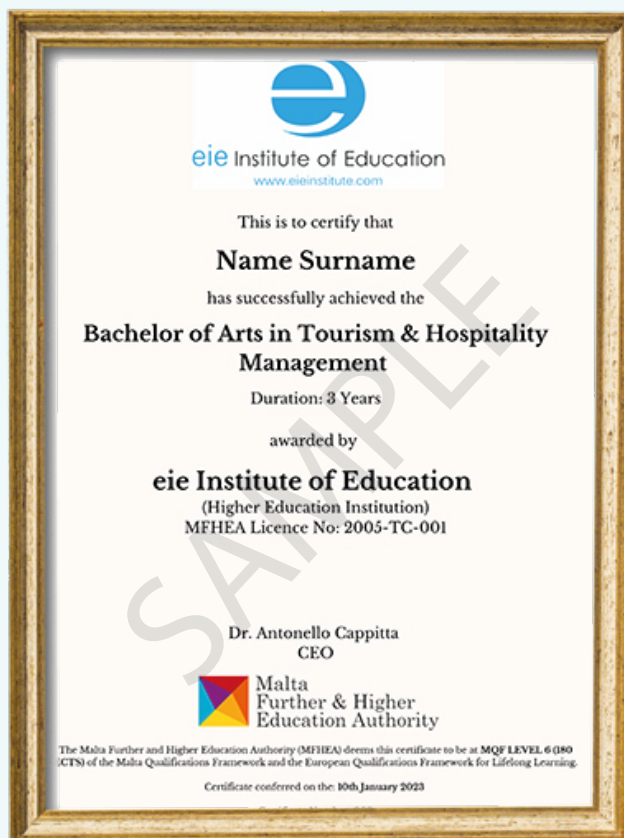 e
eie Institute of Education
www.eieinstitute.com
This is to certify that
Name Surname
has successfully achieved the
Bachelor of Arts in Tourism & Hospitality
Management
Duration: 3 Years
awarded by
eie Institute of Education
(Higher Education Institution)
MFHEA Licence No: 2005-TC-001
SAMPLE
Dr. Antonello Cappitta
CEO
Malta
Further & Higher
Education Authority
The Malta Further and Higher Education Authority (MFHEA) deems this certificate to be at MQF LEVEL 6 (180
CTS) of the Malta Qualifications Framework and the European Qualifications Framework for Lifelong Learning.
Certificate conferred on the: 10th January 2023